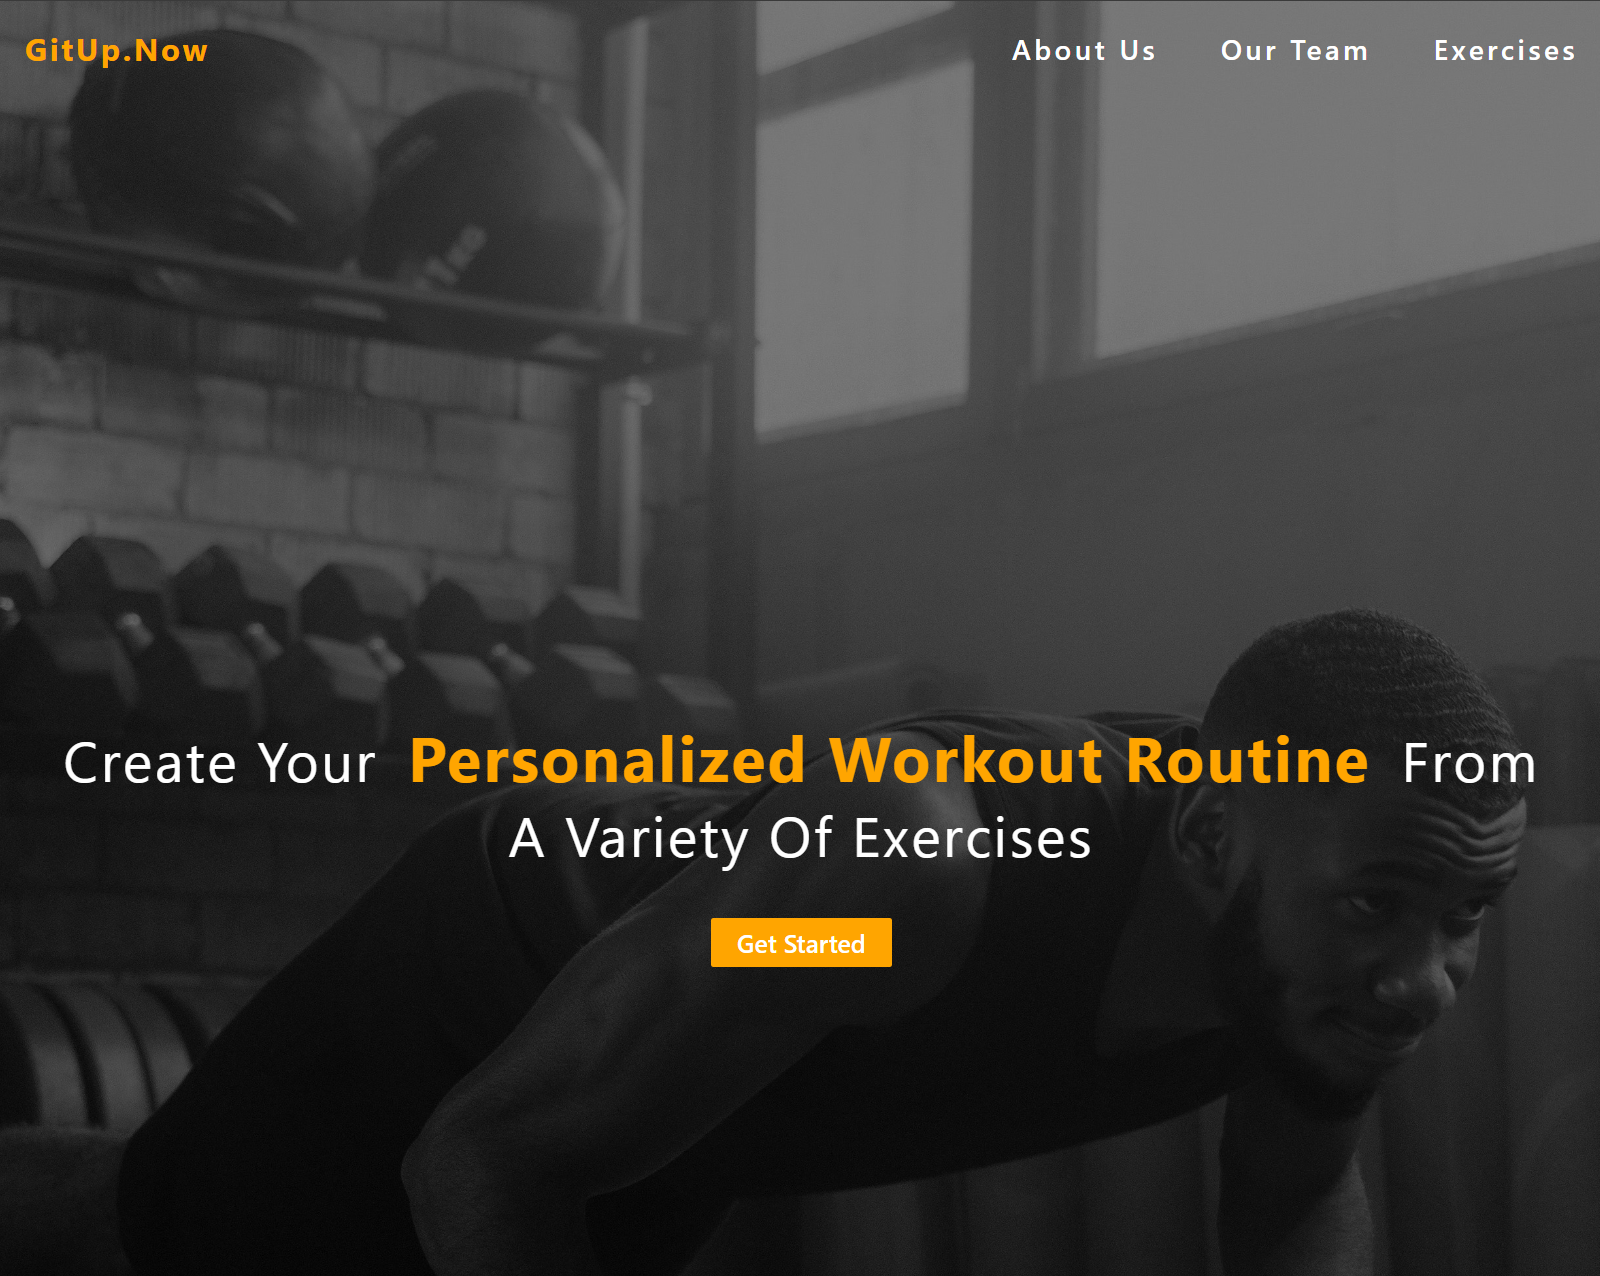 GitUp.Now
About Us Our Team Exercises
Create Your Personalized Workout Routine From
A Variety Of Exercises
Get Started